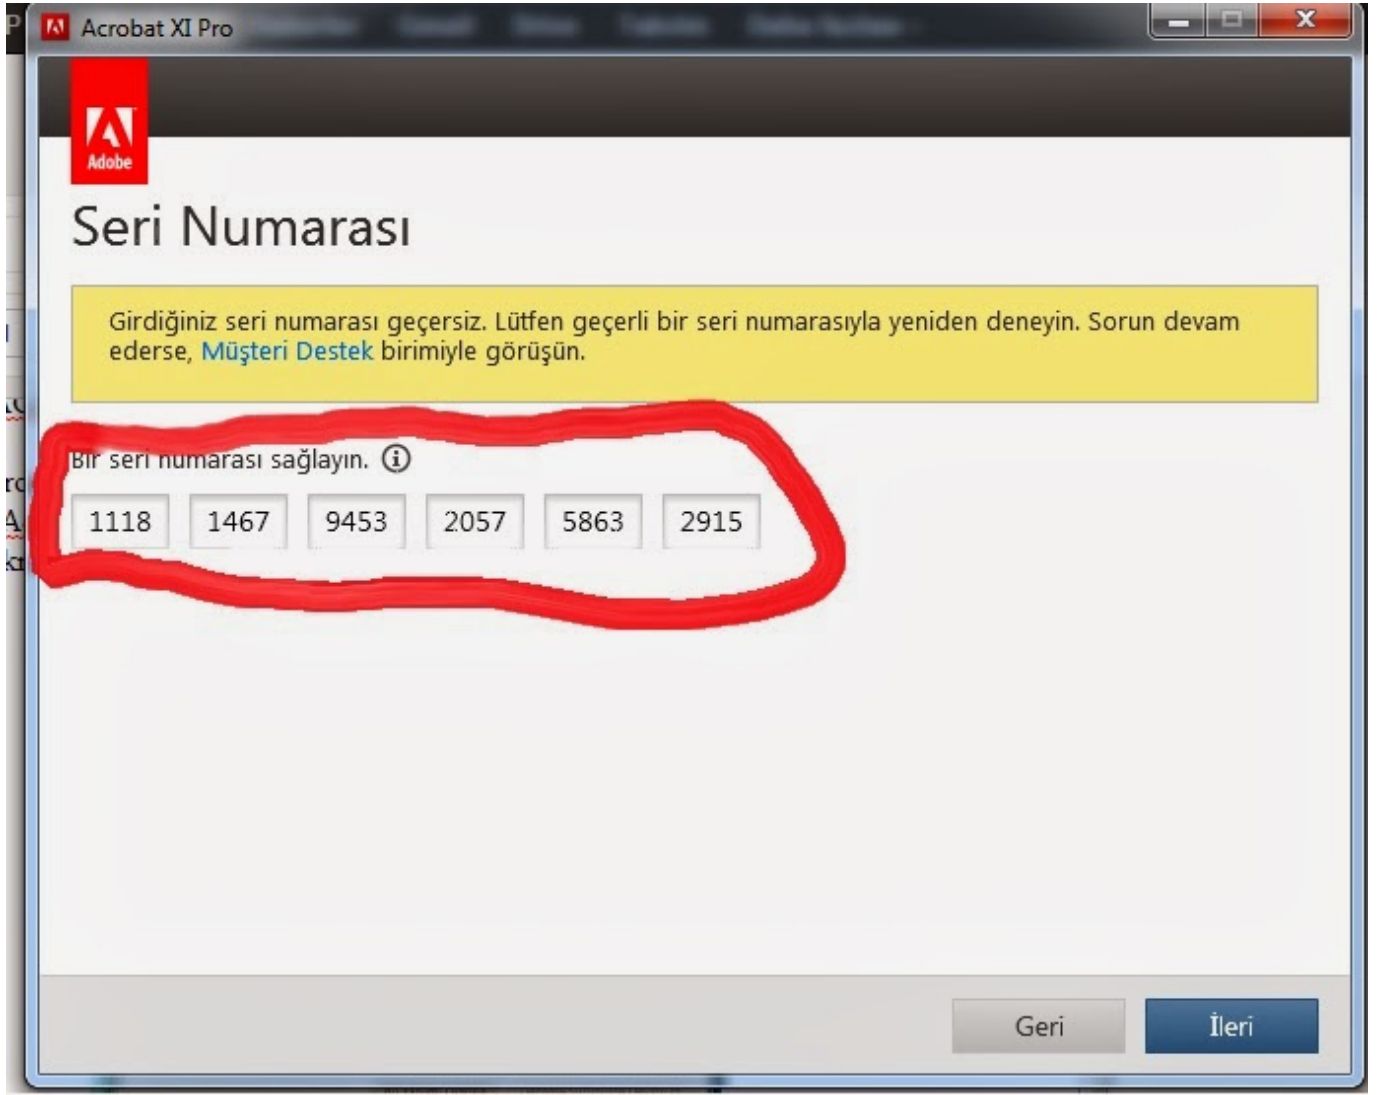 Acrobat XI Pro
Adobe
Seri Numarası
Girdiğiniz seri numarası geçersiz. Lütfen geçerli bir seri numarasıyla yeniden deneyin. Sorun devam
ederse, Müşteri Destek birimiyle görüşün.
Bir seri numarası sağlayın.
1118 1467 9453 2057 5863 2915
Geri İleri